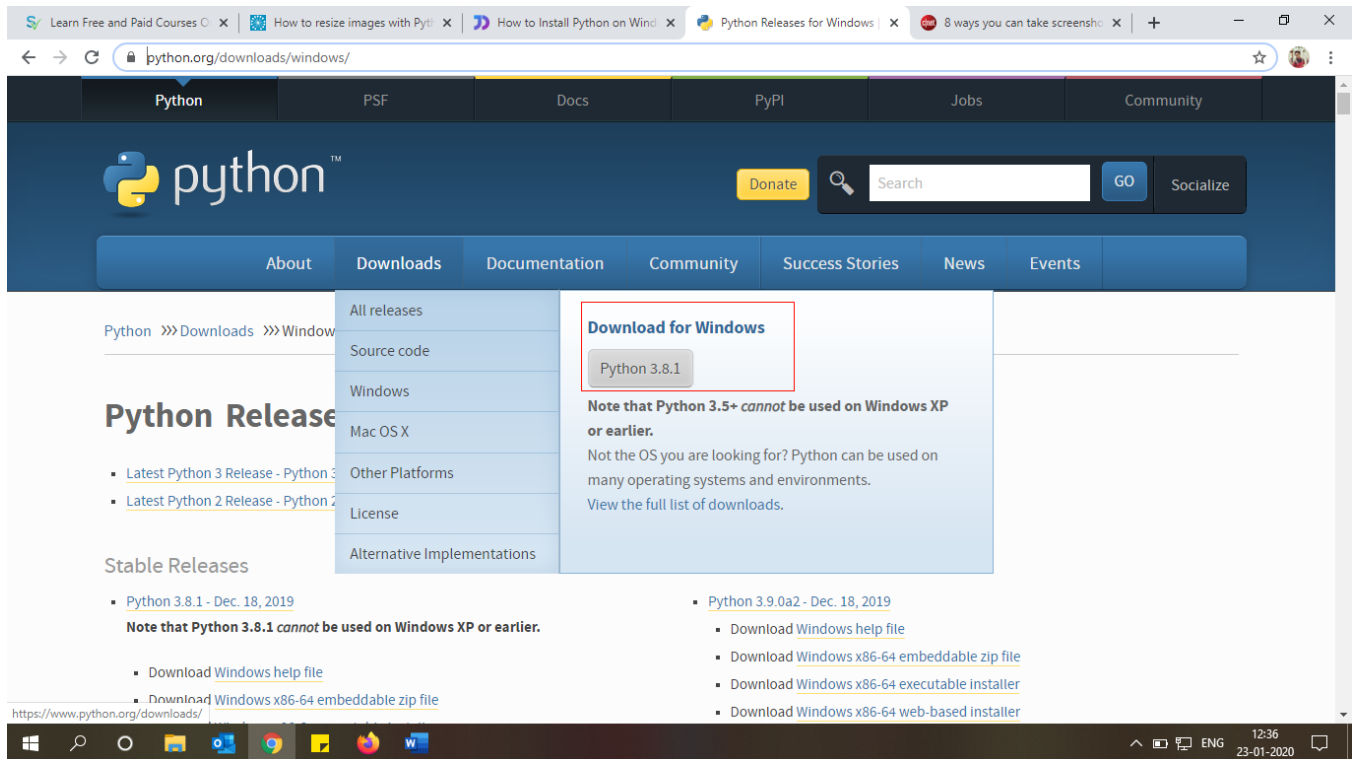 Learn Free and Paid Courses O
How to resize images with Pyth
How to Install Python on Wind
Python Releases for Windows |
8 ways you can take screensho
python.org/downloads/windows/
Python PSF Docs PyPI Jobs Community
python™
Donate Search GO Socialize
About Downloads Documentation Community Success Stories News Events
Python >>> Downloads >>> Window
Python Release
Latest Python 3 Release - Python 3
Latest Python 2 Release - Python 2
All releases
Source code
Windows
Mac OS X
Other Platforms
License
Alternative Implementations
Download for Windows
Python 3.8.1
Note that Python 3.5+ cannot be used on Windows XP
or earlier.
Not the OS you are looking for? Python can be used on
many operating systems and environments.
View the full list of downloads.
Stable Releases
Python 3.8.1 - Dec. 18, 2019
Note that Python 3.8.1 cannot be used on Windows XP or earlier.
Download Windows help file
Download Windows x86-64 embeddable zip file
Python 3.9.0a2 - Dec. 18, 2019
Download Windows help file
Download Windows x86-64 embeddable zip file
Download Windows x86-64 executable installer
Download Windows x86-64 web-based installer
https://www.python.org/downloads/
ENG
12:36
23-01-2020